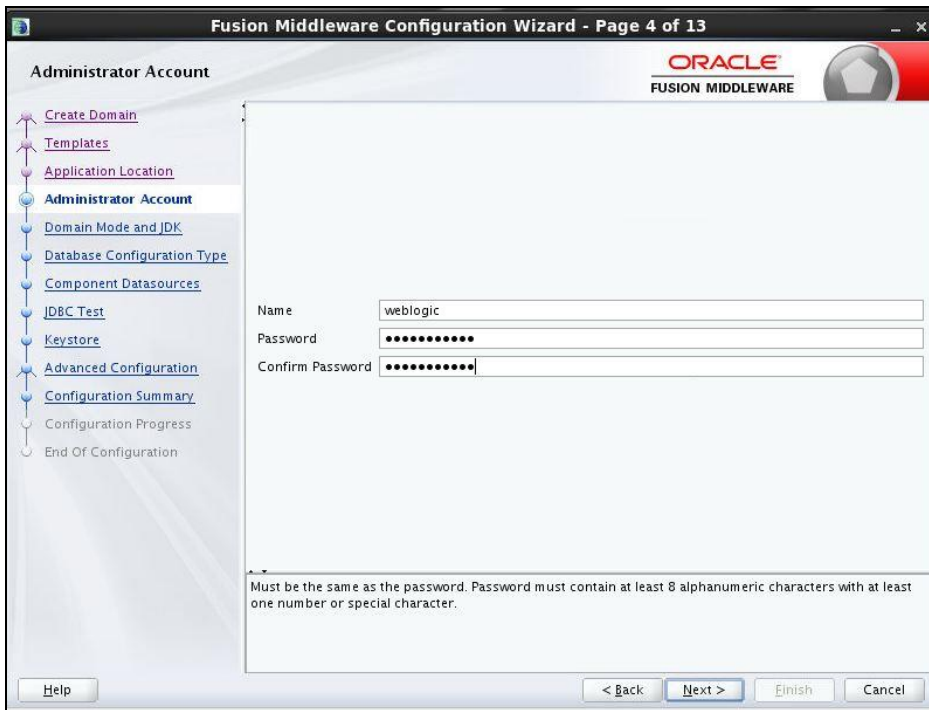 Fusion Middleware Configuration Wizard - Page 4 of 13
Administrator Account
ORACLE
FUSION MIDDLEWARE
Create Domain
Templates
Application Location
Administrator Account
Domain Mode and JDK
Database Configuration Type
Component Datasources
JDBC Test
Keystore
Advanced Configuration
Configuration Summary
Configuration Progress
End Of Configuration
Name weblogic
Password •••••••••••
Confirm Password •••••••••••
Must be the same as the password. Password must contain at least 8 alphanumeric characters with at least
one number or special character.
Help < Back Next > Finish Cancel